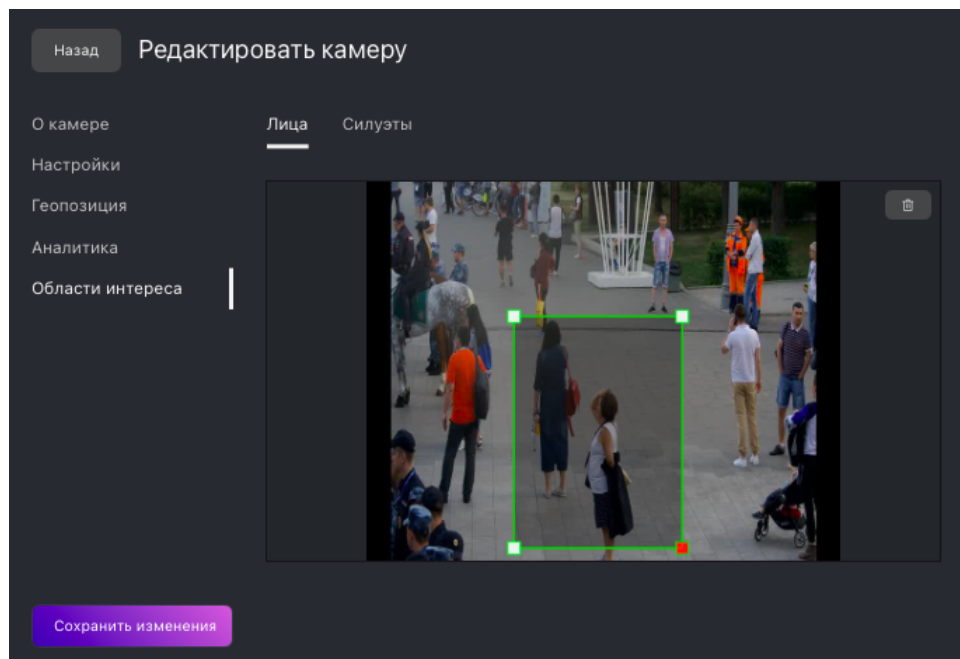 Назад
Редактировать камеру
О камере
Настройки
Геопозиция
Аналитика
Области интереса
Лица
Силуэты
Сохранить изменения